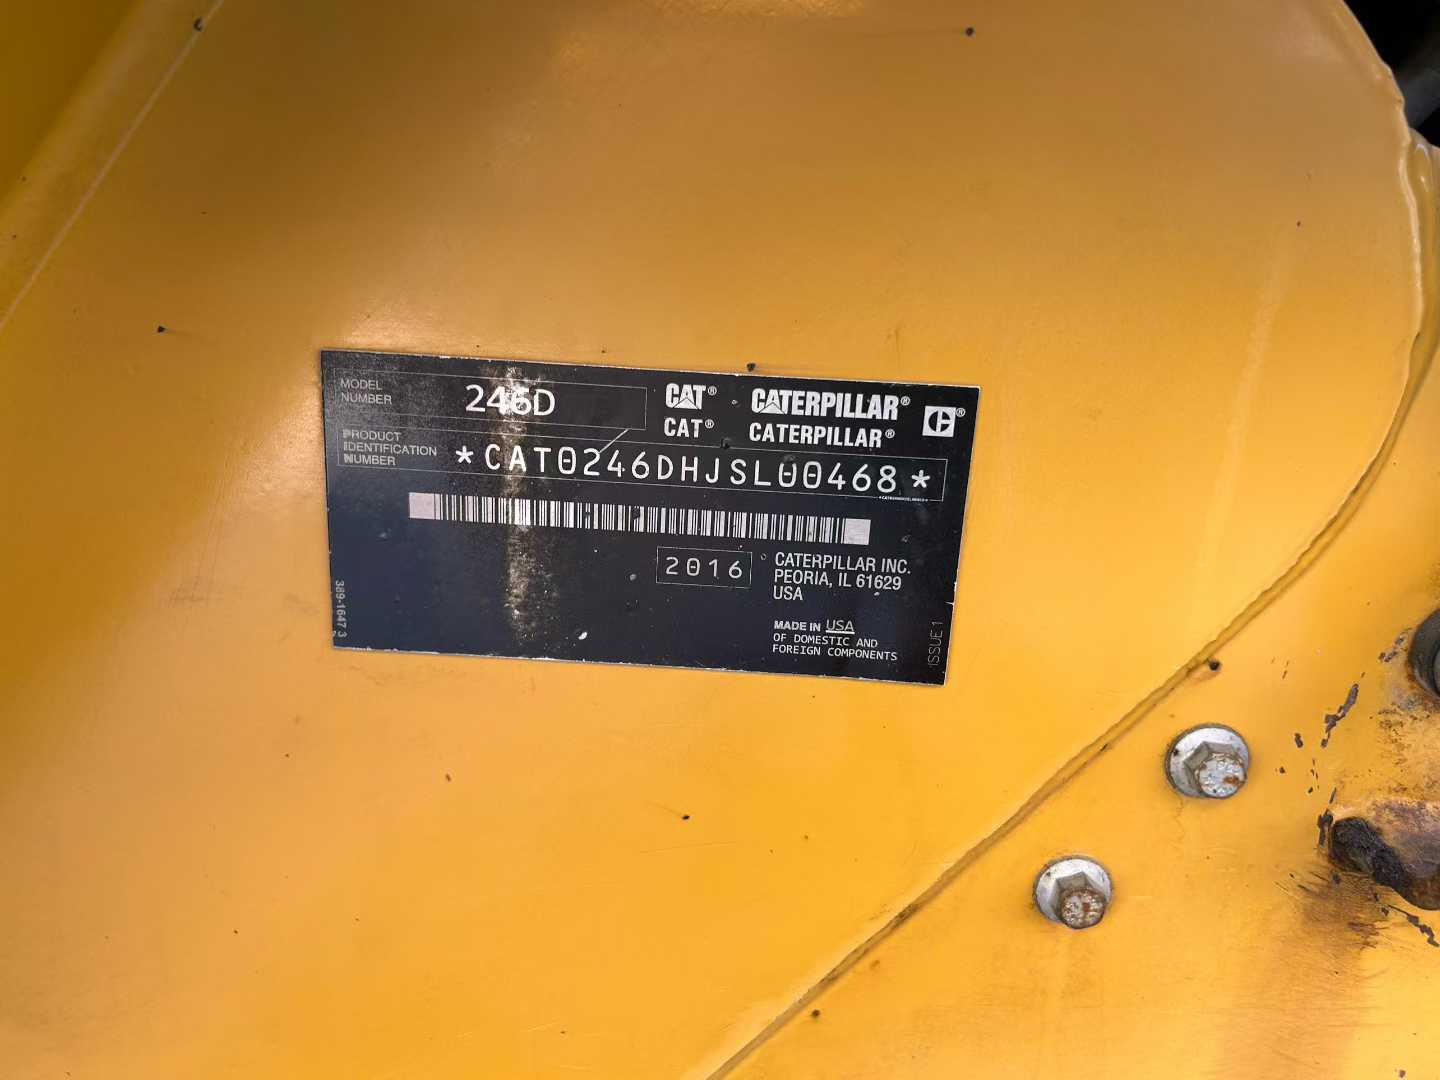 MODEL
NUMBER
246D
CAT® CATERPILLAR®
CAT® CATERPILLAR®
PRODUCT
IDENTIFICATION
NUMBER
*CAT0246DHJSL00468*
2016
CATERPILLAR INC.
PEORIA, IL 61629
USA
MADE IN USA
OF DOMESTIC AND
FOREIGN COMPONENTS
389-1647 3
ISSUE 1